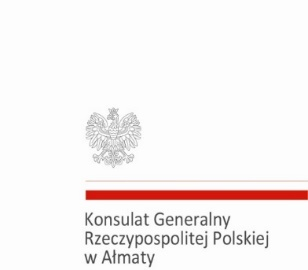 Konsulat Generalny
Rzeczypospolitej Polskiej
w Ałmaty